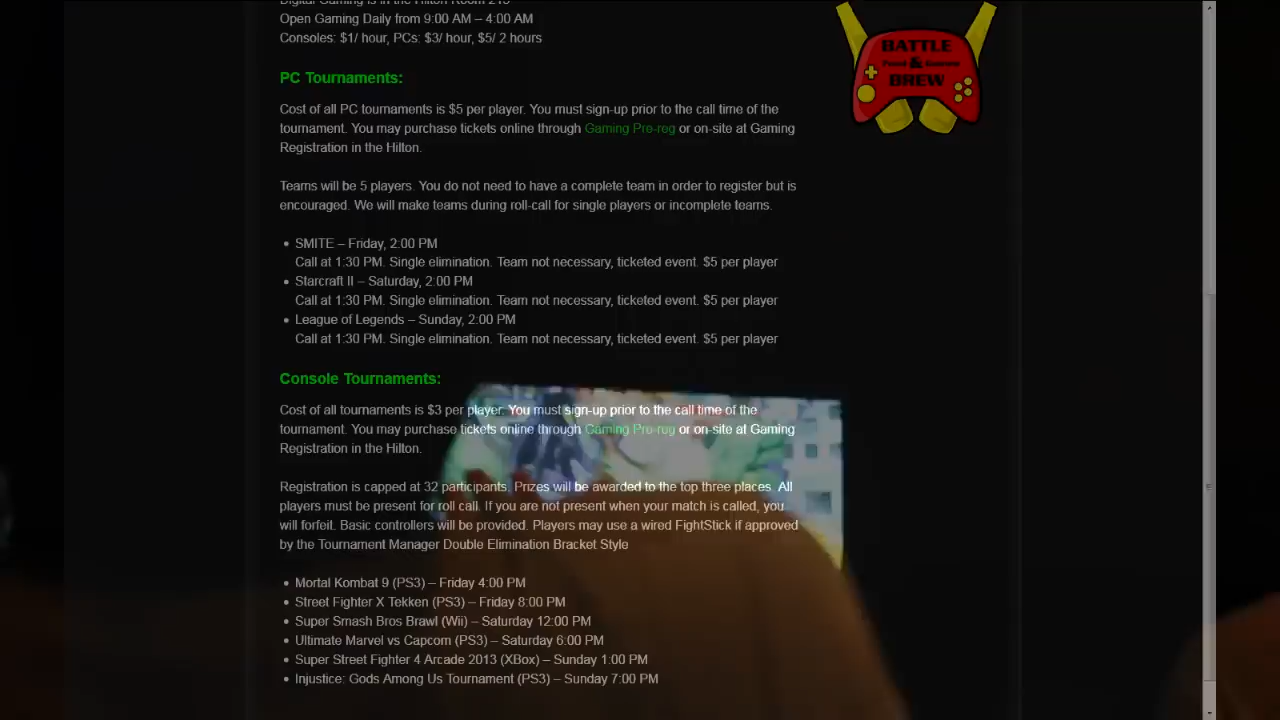 Digital Gaming is in the Hilton Room 213
Open Gaming Daily from 9:00 AM – 4:00 AM
Consoles: $1/ hour, PCs: $3/ hour, $5/ 2 hours
BATTLE
&
BREW
PC Tournaments:
Cost of all PC tournaments is $5 per player. You must sign-up prior to the call time of the
tournament. You may purchase tickets online through Gaming Pre-reg or on-site at Gaming
Registration in the Hilton.
Teams will be 5 players. You do not need to have a complete team in order to register but is
encouraged. We will make teams during roll-call for single players or incomplete teams.
• SMITE – Friday, 2:00 PM
Call at 1:30 PM. Single elimination. Team not necessary, ticketed event. $5 per player
• Starcraft II – Saturday, 2:00 PM
Call at 1:30 PM. Single elimination. Team not necessary, ticketed event. $5 per player
• League of Legends – Sunday, 2:00 PM
Call at 1:30 PM. Single elimination. Team not necessary, ticketed event. $5 per player
Console Tournaments:
Cost of all tournaments is $3 per player. You must sign-up prior to the call time of the
tournament. You may purchase tickets online through Gaming Pre-reg or on-site at Gaming
Registration in the Hilton.
Registration is capped at 32 participants. Prizes will be awarded to the top three places. All
players must be present for roll call. If you are not present when your match is called, you
will forfeit. Basic controllers will be provided. Players may use a wired FightStick if approved
by the Tournament Manager Double Elimination Bracket Style
• Mortal Kombat 9 (PS3) – Friday 4:00 PM
• Street Fighter X Tekken (PS3) – Friday 8:00 PM
• Super Smash Bros Brawl (Wii) – Saturday 12:00 PM
• Ultimate Marvel vs Capcom (PS3) – Saturday 6:00 PM
• Super Street Fighter 4 Arcade 2013 (XBox) – Sunday 1:00 PM
• Injustice: Gods Among Us Tournament (PS3) – Sunday 7:00 PM